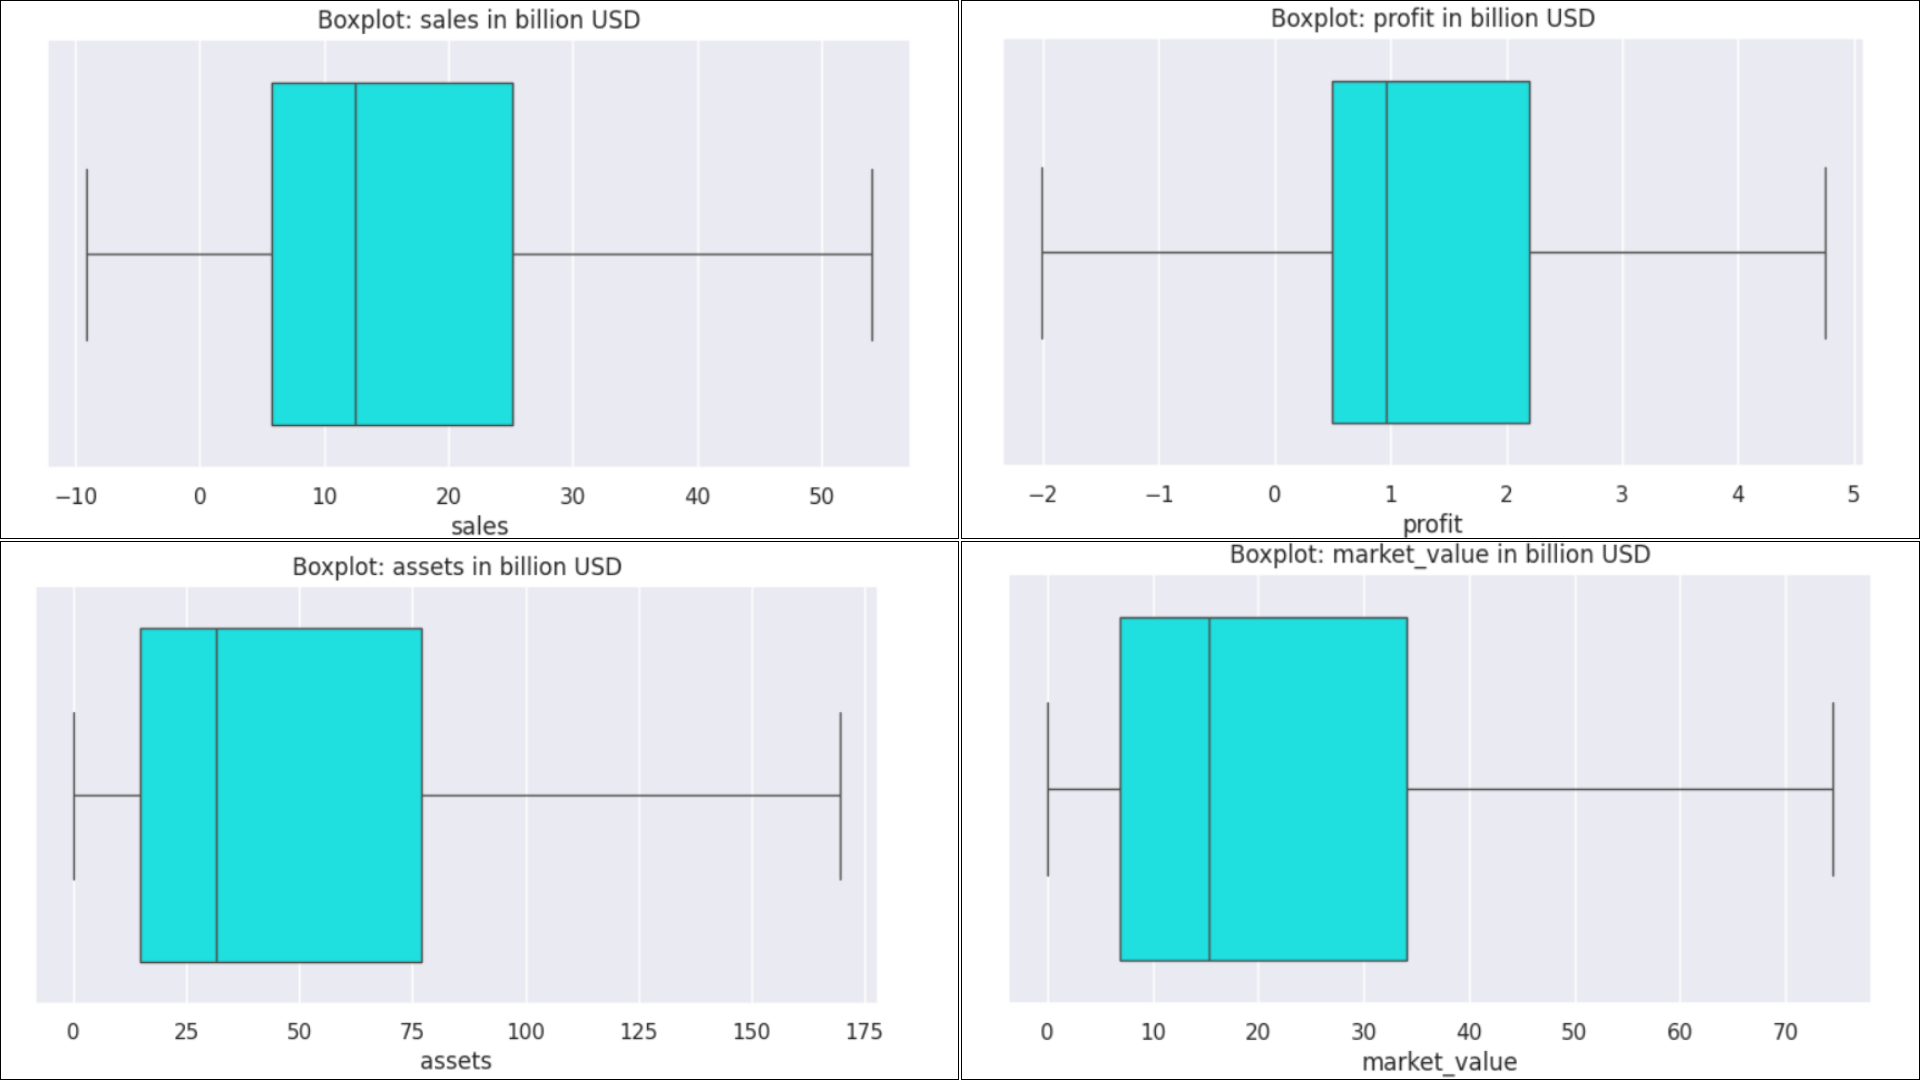 Boxplot: sales in billion USD
−10 0 10 20 30 40 50
sales
Boxplot: profit in billion USD
−2 −1 0 1 2 3 4 5
profit
Boxplot: assets in billion USD
0 25 50 75 100 125 150 175
assets
Boxplot: market_value in billion USD
0 10 20 30 40 50 60 70
market_value